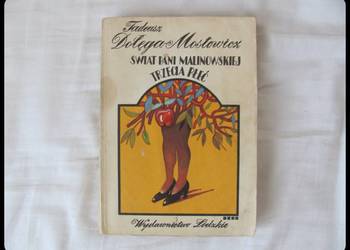 Tadeusz
Dołęga-Mostowicz
ŚWIAT PANI MALINOWSKIEJ
TRZECIA PŁEĆ
Wydawnictwo Łódzkie